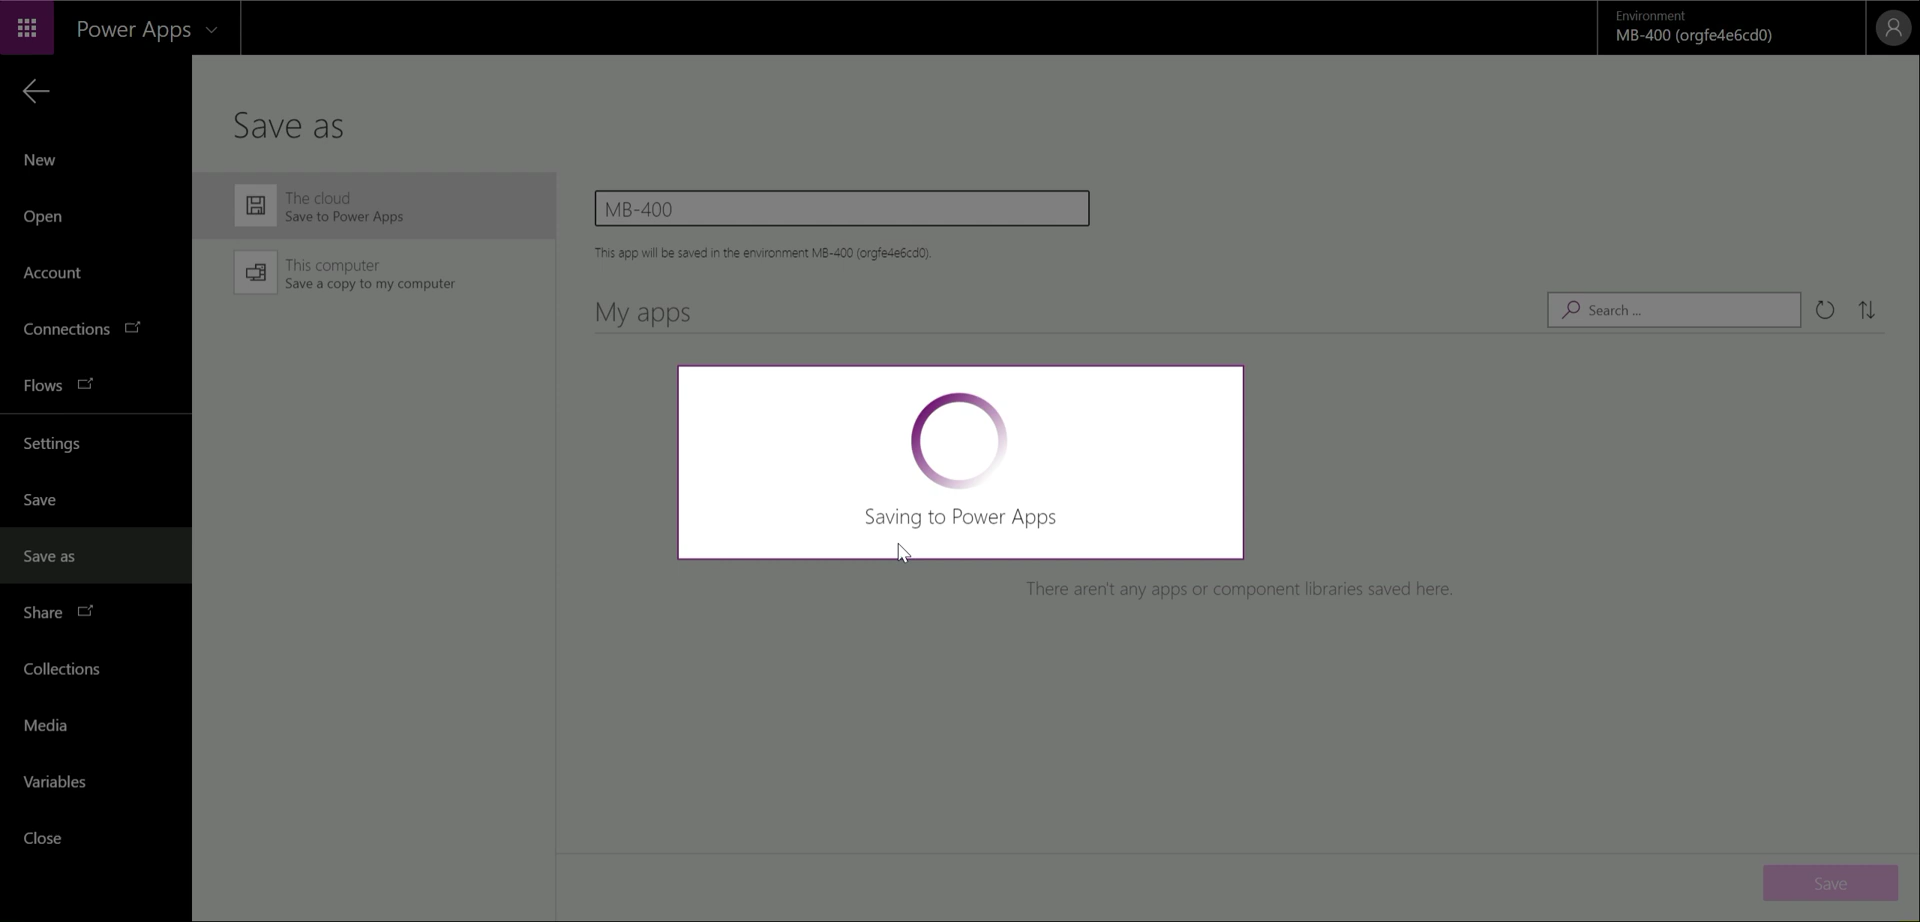 Power Apps
Environment
MB-400 (orgfe4e6cd0)
New
Open
Account
Connections
Flows
Settings
Save
Save as
Share
Collections
Media
Variables
Close
Save as
The cloud
Save to Power Apps
This computer
Save a copy to my computer
MB-400
This app will be saved in the environment MB-400 (orgfe4e6cd0).
My apps
Search ...
Saving to Power Apps
There aren't any apps or component libraries saved here.
Save